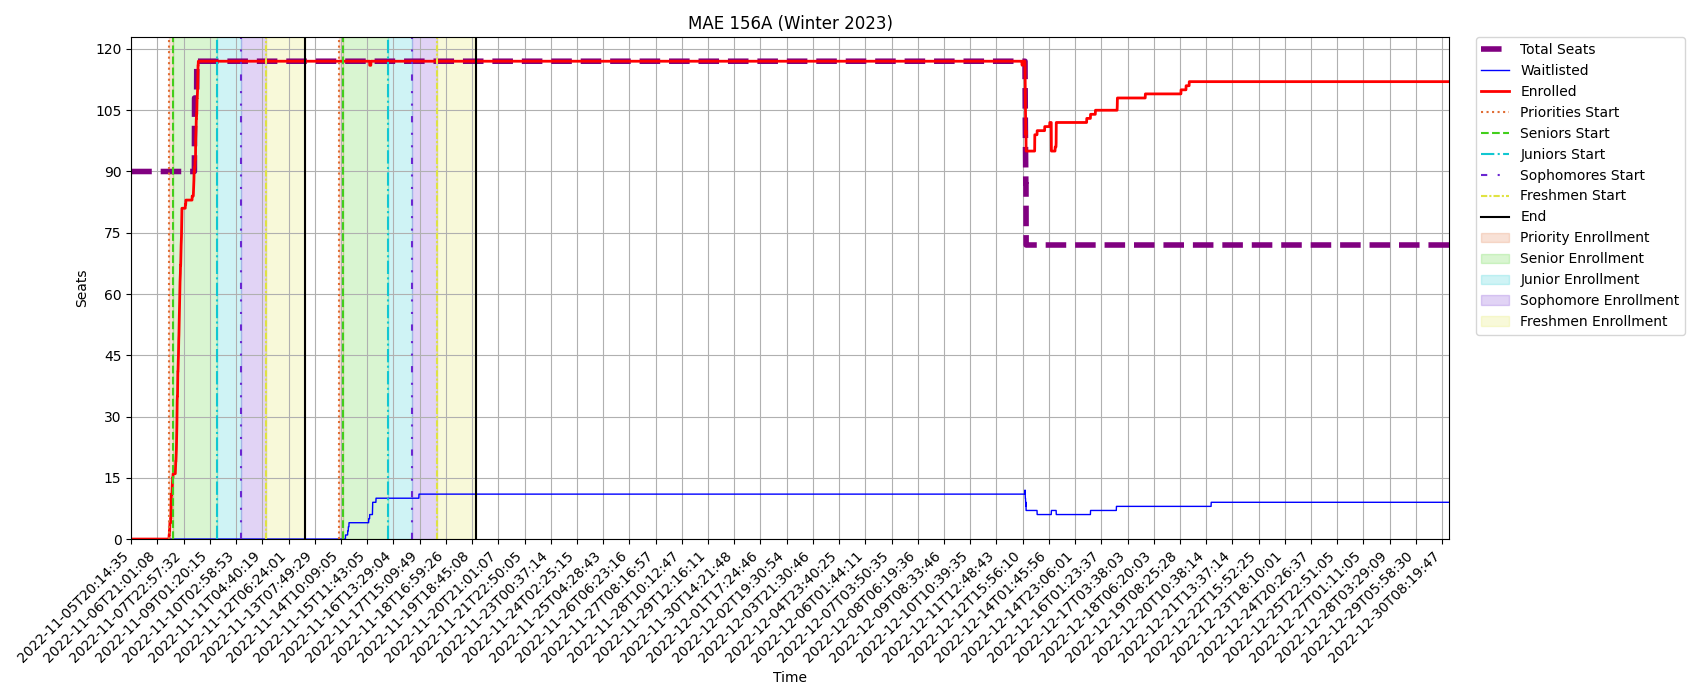 MAE 156A (Winter 2023)
120
105
90
75
60
45
30
15
0
Seats
2022-11-05T20:14:35
2022-11-06T21:01:08
2022-11-07T22:57:32
2022-11-09T01:20:15
2022-11-10T02:58:53
2022-11-11T04:40:19
2022-11-12T06:24:01
2022-11-13T07:49:29
2022-11-14T10:09:05
2022-11-15T11:43:05
2022-11-16T13:29:04
2022-11-17T15:09:49
2022-11-18T16:59:26
2022-11-19T18:45:08
2022-11-20T21:01:07
2022-11-21T22:50:05
2022-11-23T00:37:14
2022-11-24T02:25:15
2022-11-25T04:28:43
2022-11-26T06:23:16
2022-11-27T08:16:57
2022-11-28T10:12:47
2022-11-29T12:16:11
2022-11-30T14:21:48
2022-12-01T17:24:46
2022-12-02T19:30:54
2022-12-03T21:30:46
2022-12-04T23:40:25
2022-12-06T01:44:11
2022-12-07T03:50:35
2022-12-08T06:19:36
2022-12-09T08:33:46
2022-12-10T10:39:35
2022-12-11T12:48:43
2022-12-12T15:56:10
2022-12-14T01:45:56
2022-12-14T23:06:01
2022-12-16T01:23:37
2022-12-17T03:38:03
2022-12-18T06:20:03
2022-12-19T08:25:28
2022-12-20T10:38:14
2022-12-21T13:37:14
2022-12-22T15:52:25
2022-12-23T18:10:01
2022-12-24T20:26:37
2022-12-25T22:51:05
2022-12-27T01:11:05
2022-12-28T03:29:09
2022-12-29T05:58:30
2022-12-30T08:19:47
Time
Total Seats
Waitlisted
Enrolled
Priorities Start
Seniors Start
Juniors Start
Sophomores Start
Freshmen Start
End
Priority Enrollment
Senior Enrollment
Junior Enrollment
Sophomore Enrollment
Freshmen Enrollment